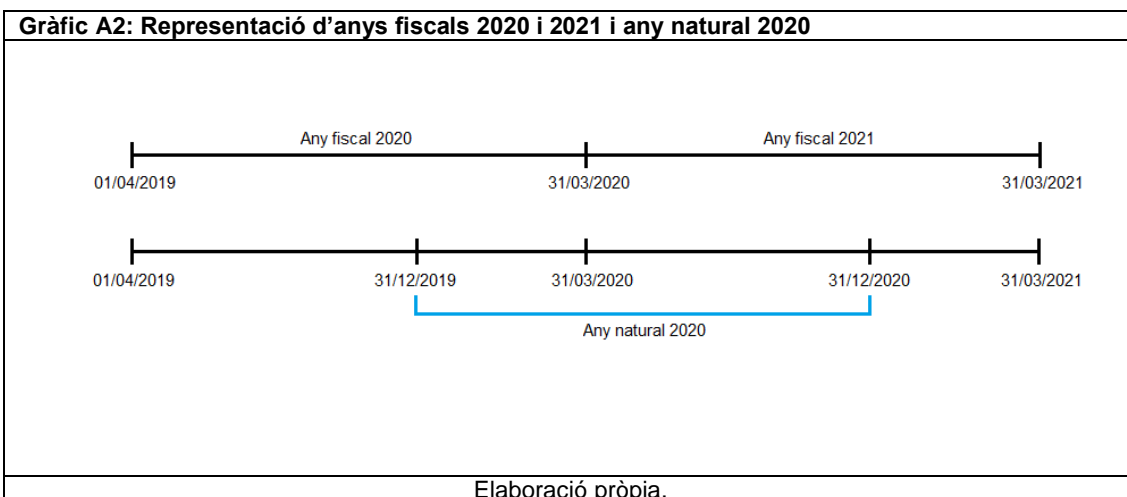 Gràfic A2: Representació d'anys fiscals 2020 i 2021 i any natural 2020
Any fiscal 2020 Any fiscal 2021
01/04/2019 31/03/2020 31/03/2021
01/04/2019 31/12/2019 31/03/2020 31/12/2020 31/03/2021
Any natural 2020
Elaboració pròpia.